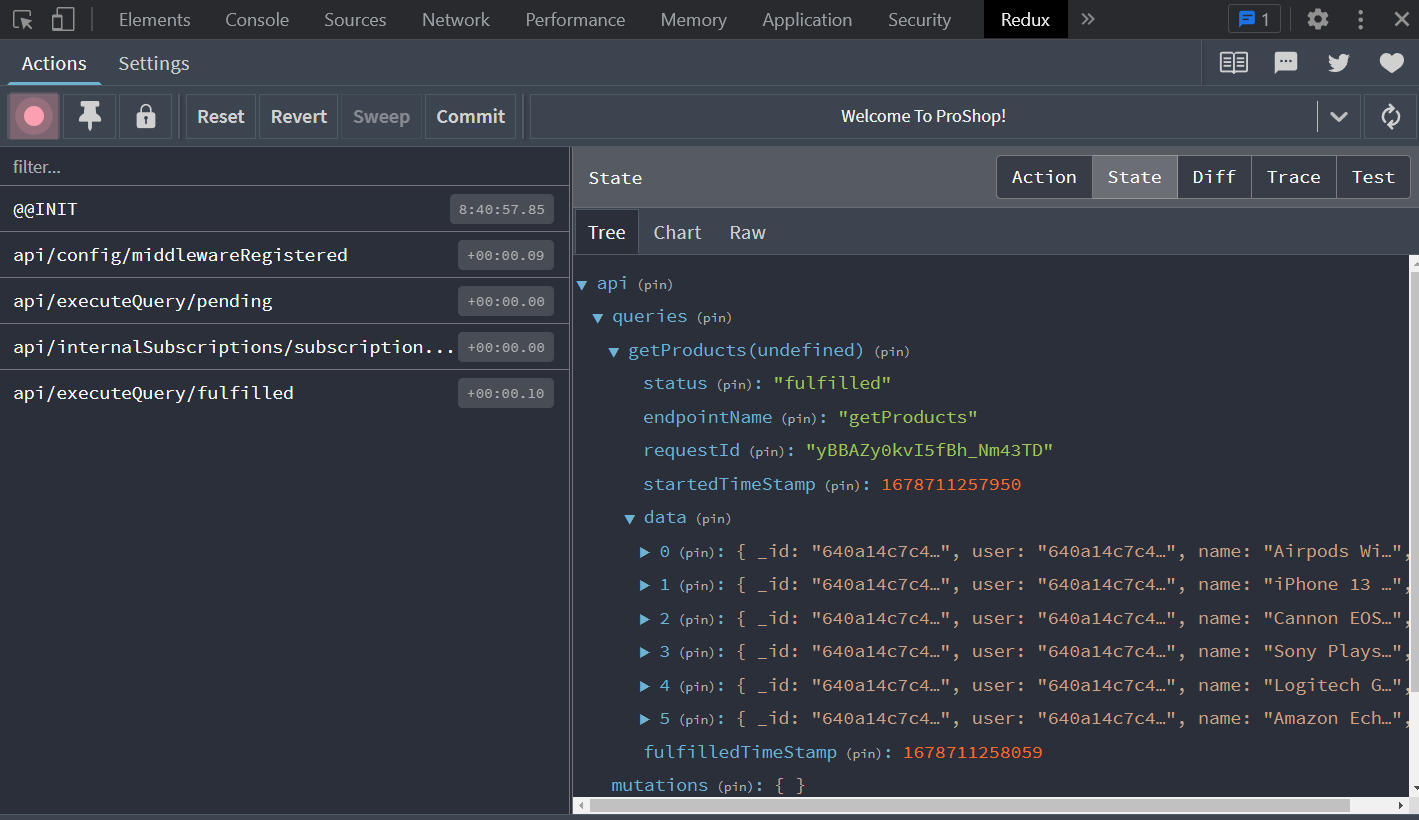 Elements Console Sources Network Performance Memory Application Security Redux » 1
Actions Settings
Reset Revert Sweep Commit Welcome To ProShop!
filter...
@@INIT 8:40:57.85
api/config/middlewareRegistered +00:00.09
api/executeQuery/pending +00:00.00
api/internalSubscriptions/subscription... +00:00.00
api/executeQuery/fulfilled +00:00.10
State Action State Diff Trace Test
Tree Chart Raw
api (pin)
queries (pin)
getProducts(undefined) (pin)
status (pin): "fulfilled"
endpointName (pin): "getProducts"
requestId (pin): "yBBAZy0kvI5fBh_Nm43TD"
startedTimeStamp (pin): 1678711257950
data (pin)
0 (pin): { _id: "640a14c7c4…", user: "640a14c7c4…", name: "Airpods Wi…",
1 (pin): { _id: "640a14c7c4…", user: "640a14c7c4…", name: "iPhone 13 …",
2 (pin): { _id: "640a14c7c4…", user: "640a14c7c4…", name: "Cannon EOS…",
3 (pin): { _id: "640a14c7c4…", user: "640a14c7c4…", name: "Sony Plays…",
4 (pin): { _id: "640a14c7c4…", user: "640a14c7c4…", name: "Logitech G…",
5 (pin): { _id: "640a14c7c4…", user: "640a14c7c4…", name: "Amazon Ech…",
fulfilledTimeStamp (pin): 1678711258059
mutations (pin): { }